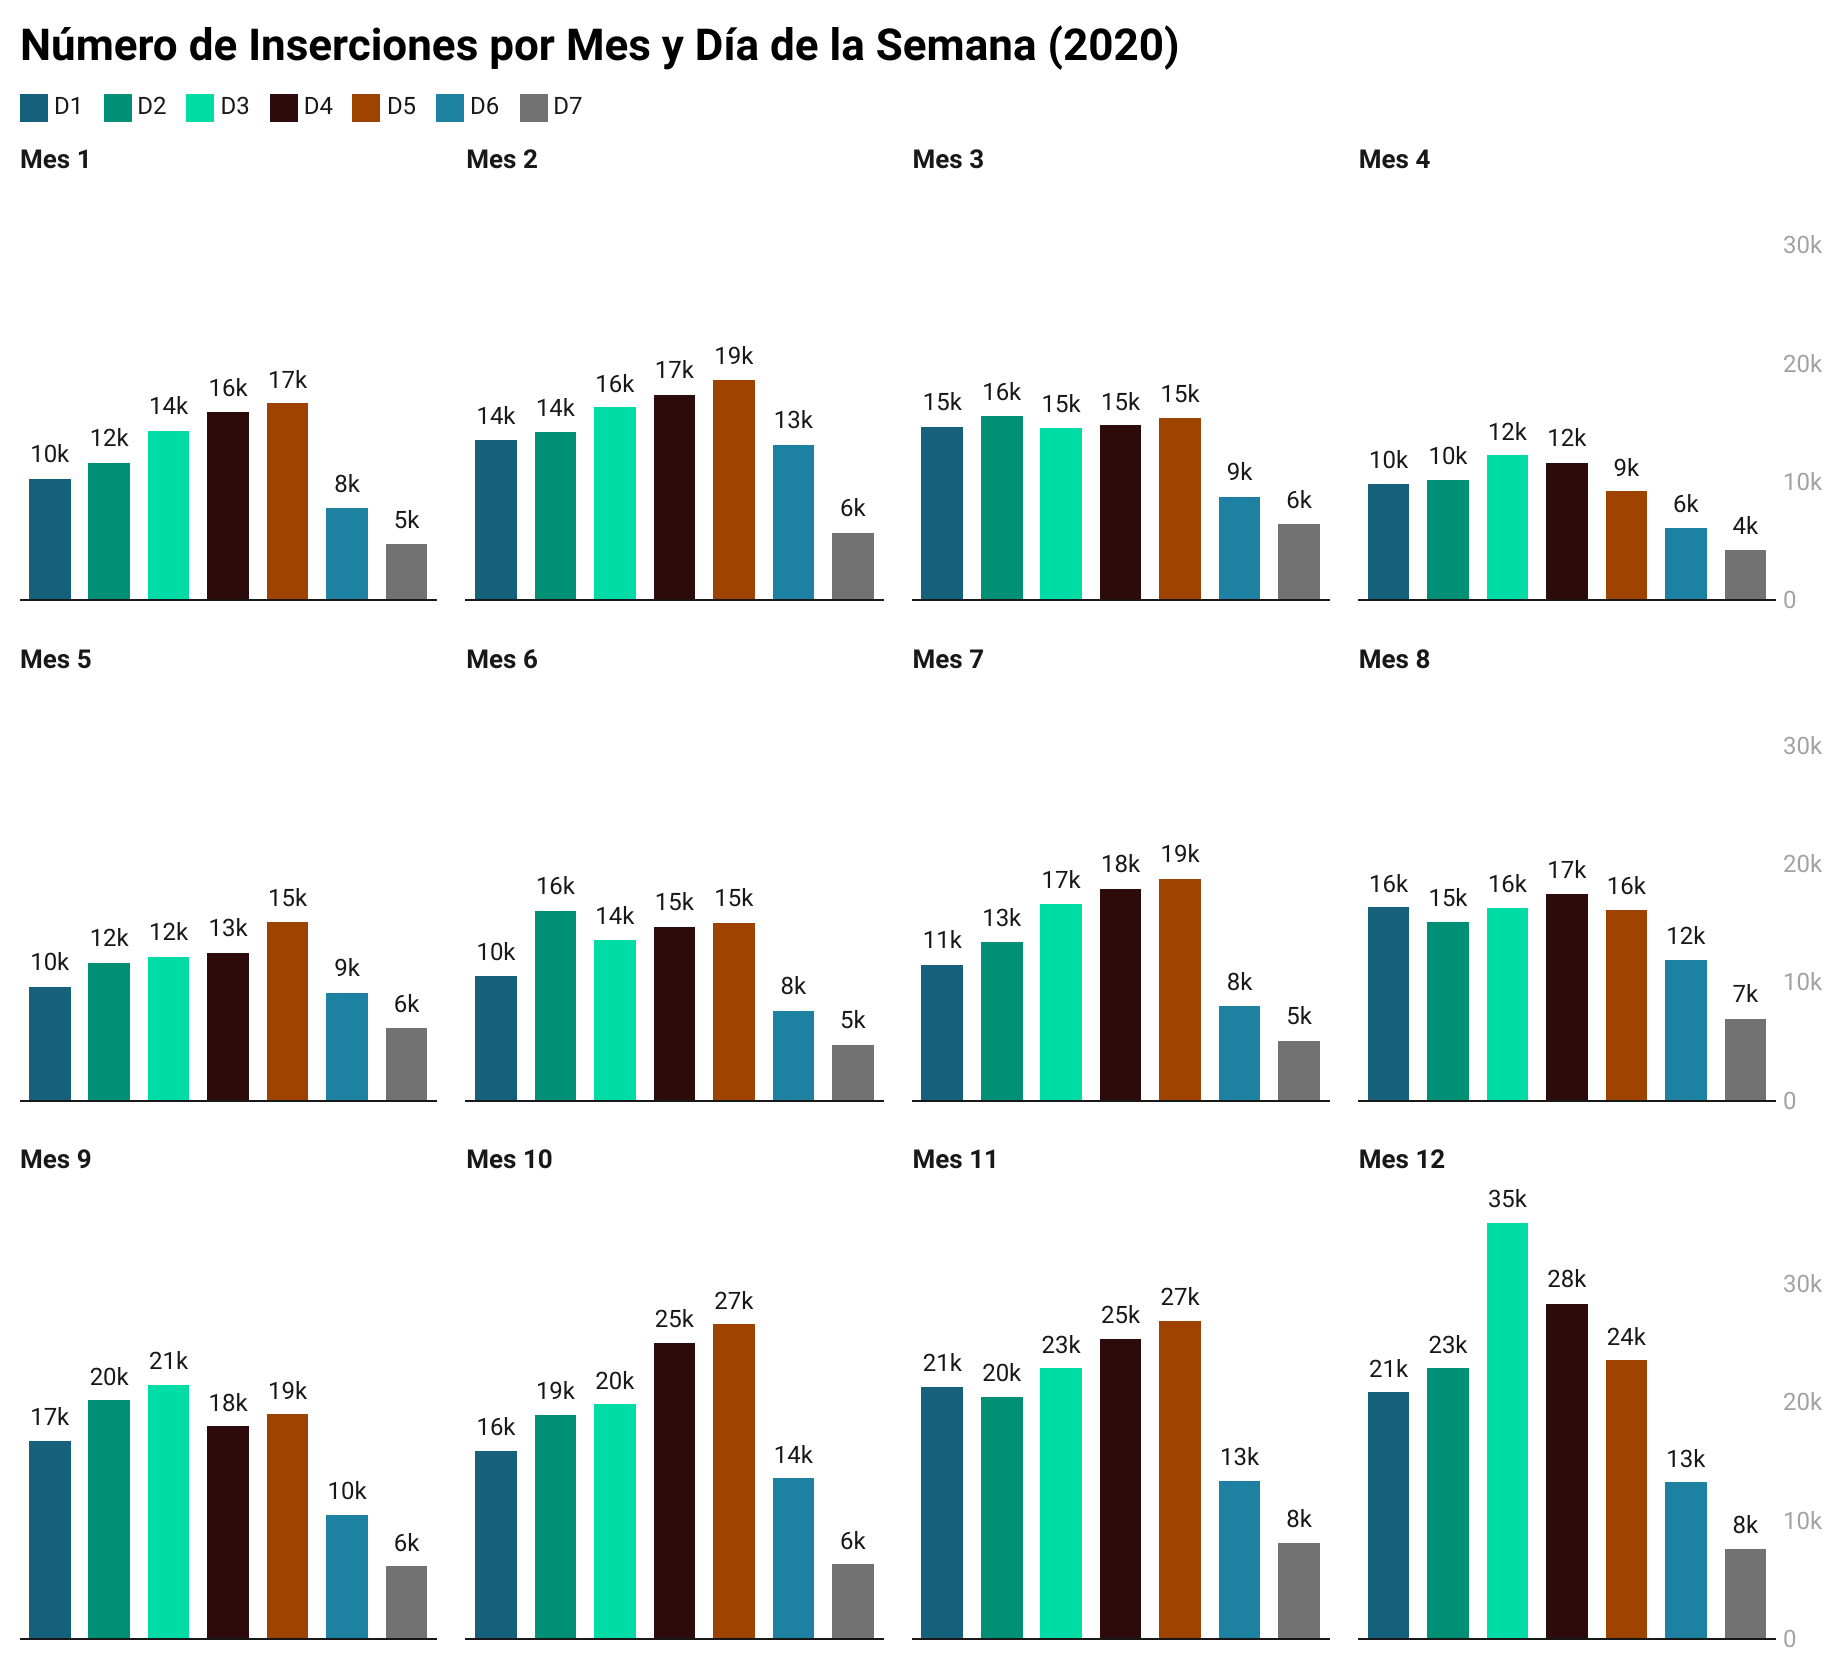 Número de Inserciones por Mes y Día de la Semana (2020)
D1 D2 D3 D4 D5 D6 D7
Mes 1
10k 12k 14k 16k 17k 8k 5k
Mes 2
14k 14k 16k 17k 19k 13k 6k
Mes 3
15k 16k 15k 15k 15k 9k 6k
Mes 4
10k 10k 12k 12k 9k 6k 4k
30k
20k
10k
0
Mes 5
10k 12k 12k 13k 15k 9k 6k
Mes 6
10k 16k 14k 15k 15k 8k 5k
Mes 7
11k 13k 17k 18k 19k 8k 5k
Mes 8
16k 15k 16k 17k 16k 12k 7k
30k
20k
10k
0
Mes 9
17k 20k 21k 18k 19k 10k 6k
Mes 10
16k 19k 20k 25k 27k 14k 6k
Mes 11
21k 20k 23k 25k 27k 13k 8k
Mes 12
21k 23k 35k 28k 24k 13k 8k
30k
20k
10k
0